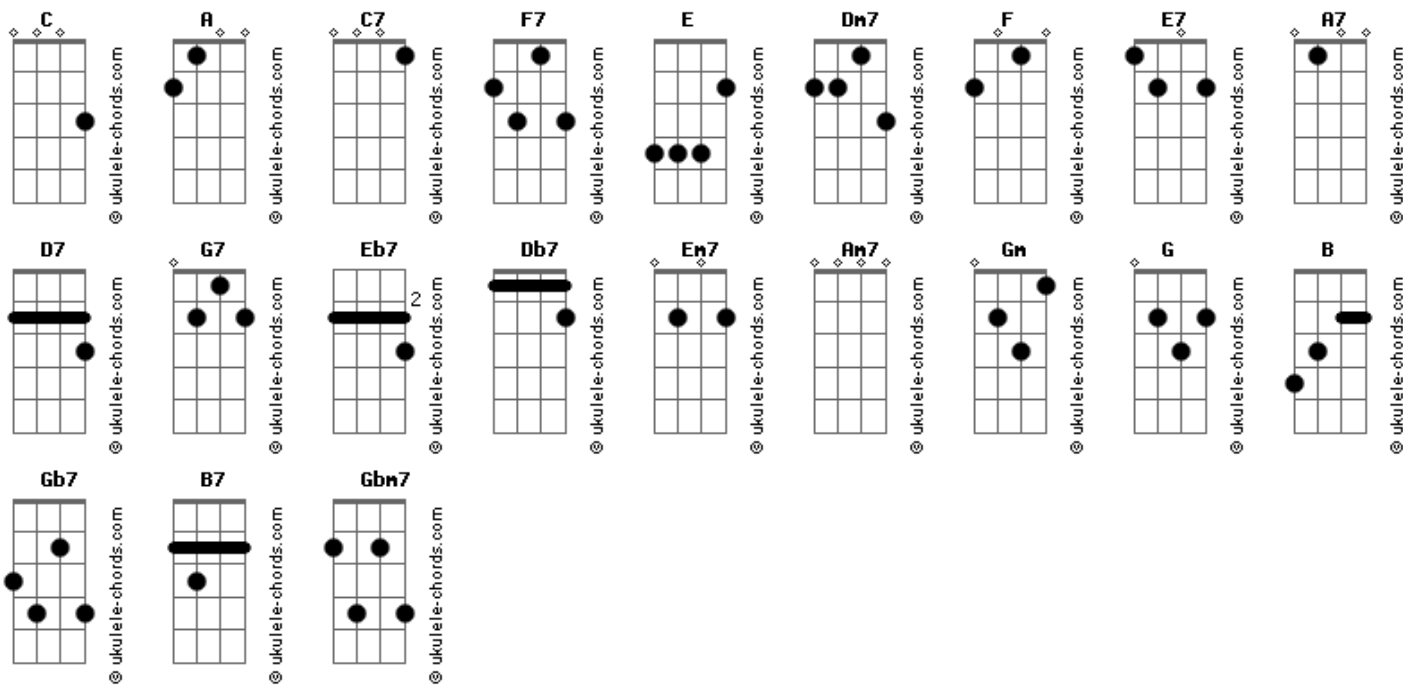 C A C7 F7 E Dm7 F E7 A7
© ukulele-chords.com © ukulele-chords.com © ukulele-chords.com © ukulele-chords.com © ukulele-chords.com © ukulele-chords.com © ukulele-chords.com © ukulele-chords.com © ukulele-chords.com
D7 G7 Eb7 Db7 Em7 Am7 Gm G B
2
© ukulele-chords.com © ukulele-chords.com © ukulele-chords.com © ukulele-chords.com © ukulele-chords.com © ukulele-chords.com © ukulele-chords.com © ukulele-chords.com © ukulele-chords.com
Gb7 B7 Gbm7
© ukulele-chords.com © ukulele-chords.com © ukulele-chords.com